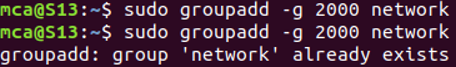 mca@S13:~$ sudo groupadd -g 2000 network
mca@S13:~$ sudo groupadd -g 2000 network
groupadd: group 'network' already exists